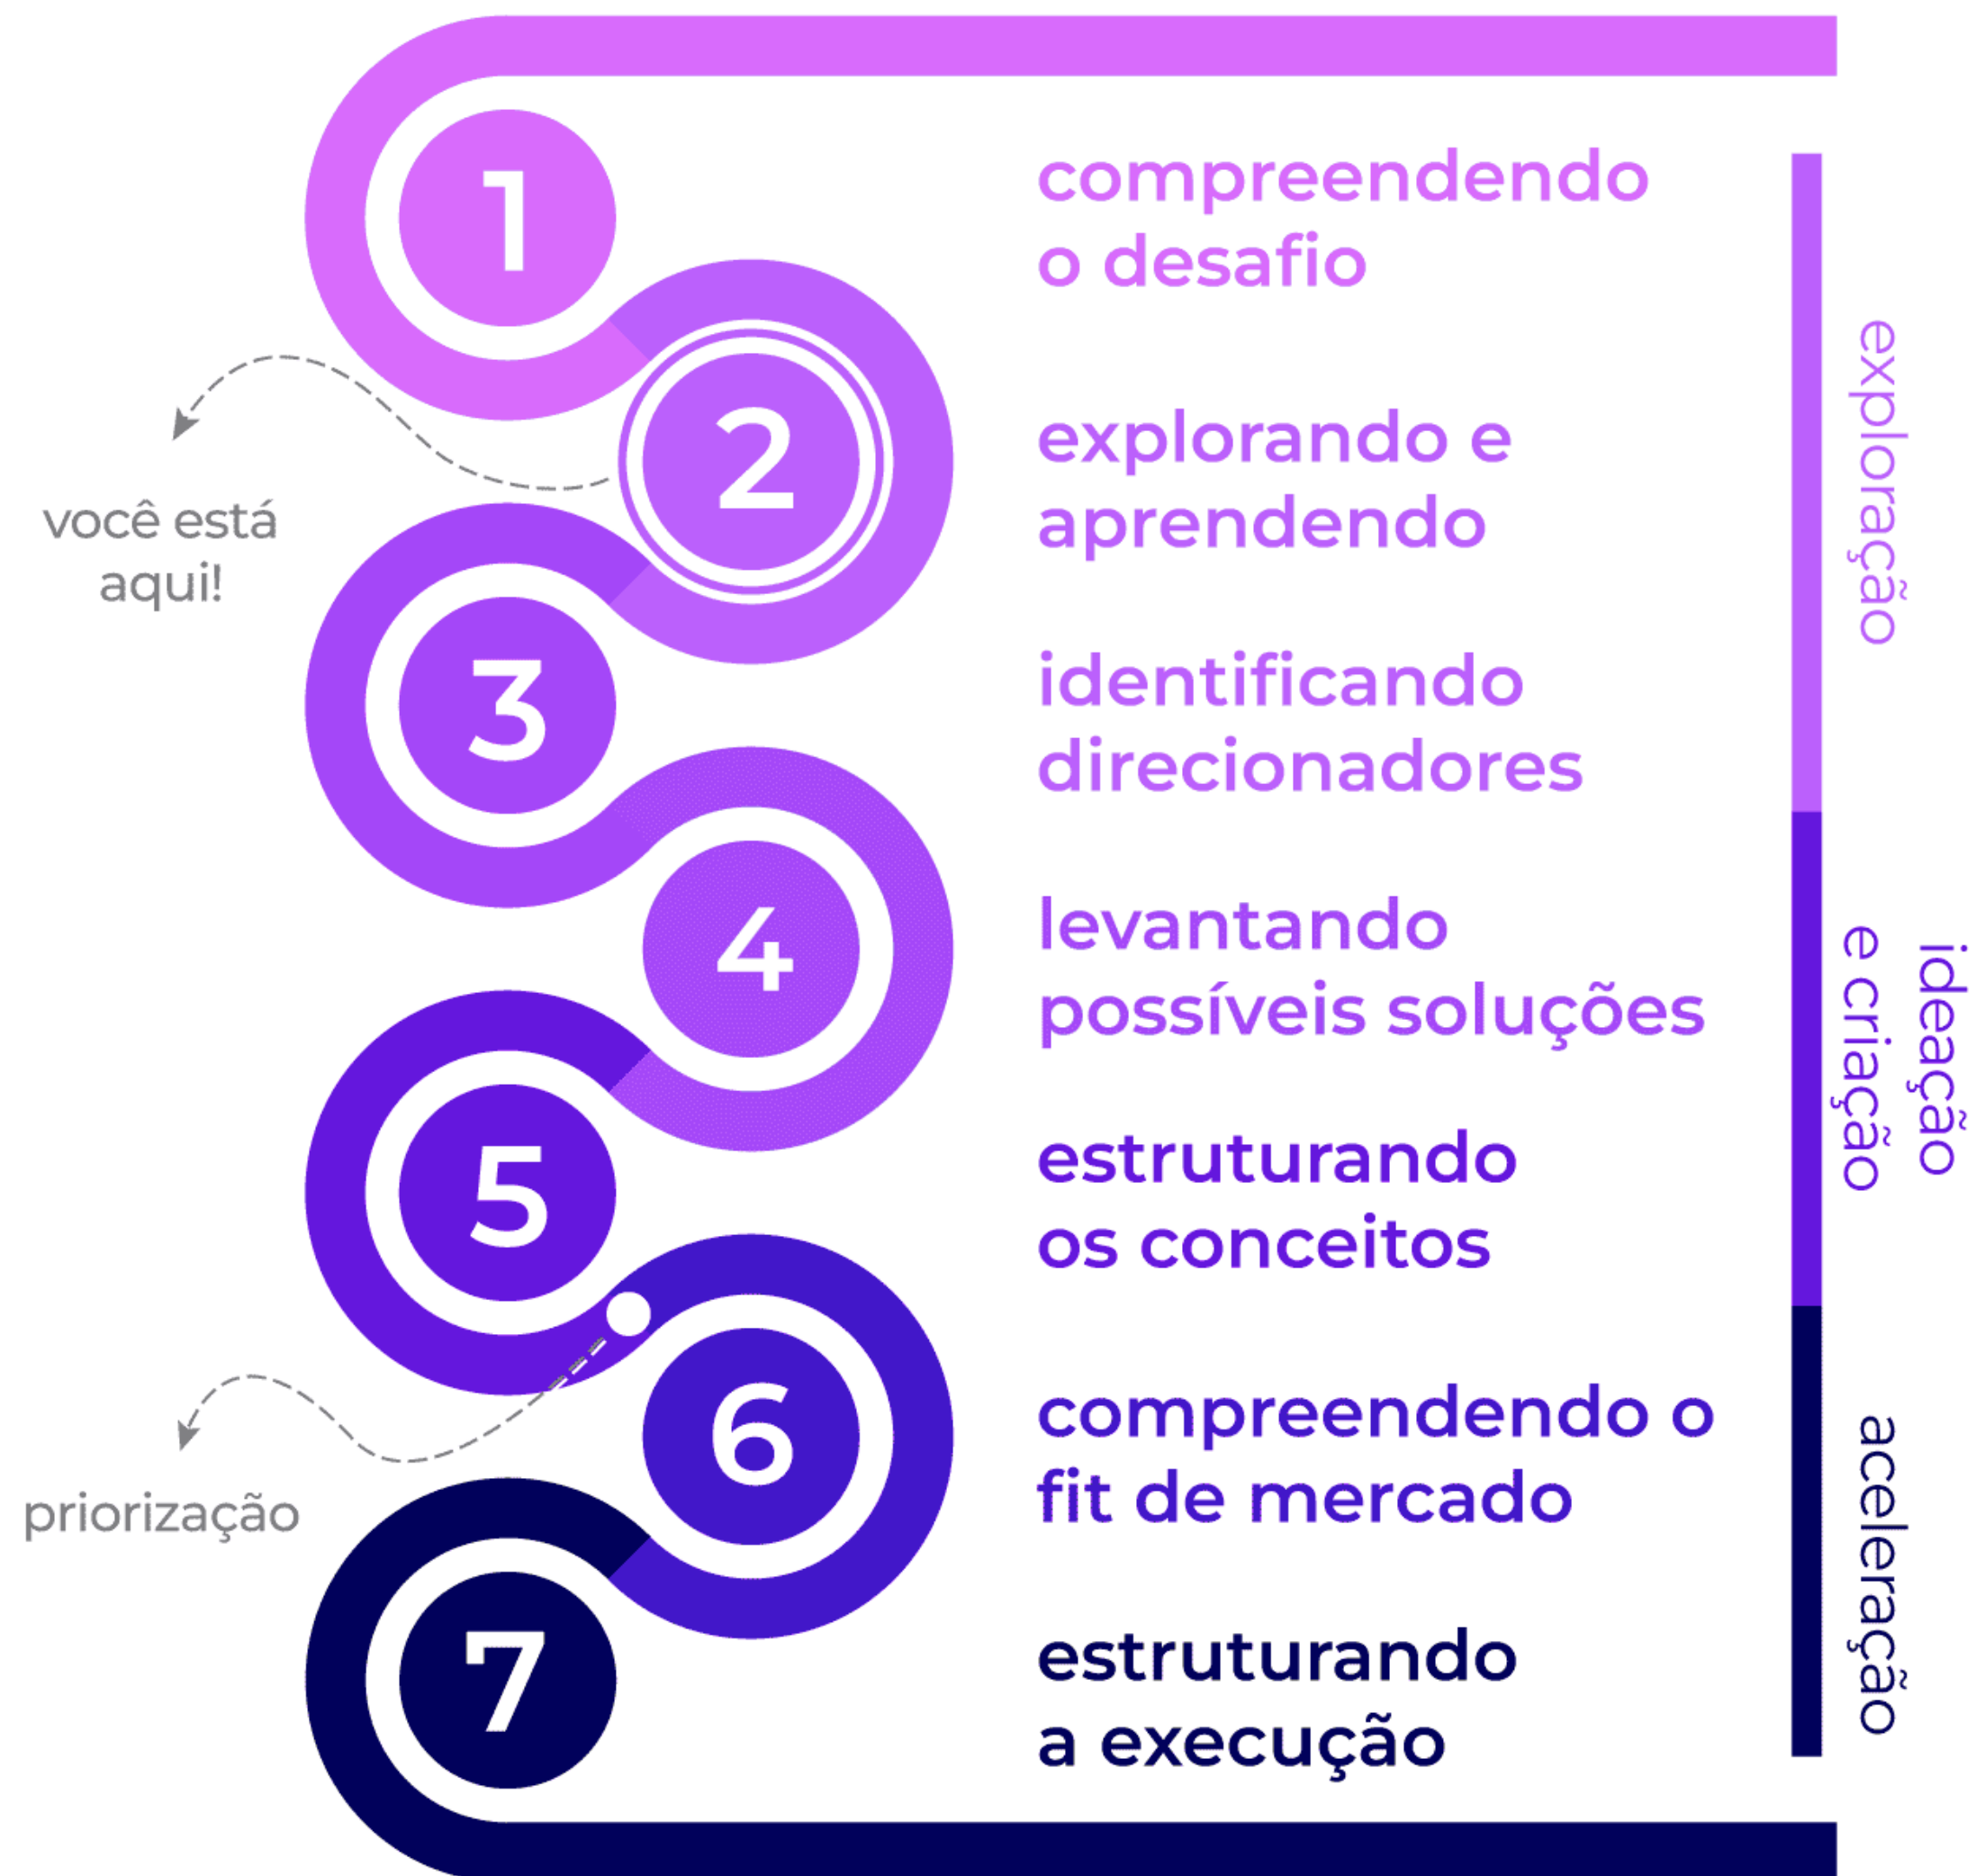 1
compreendendo
o desafio
2
explorando e
aprendendo
você está
aqui!
3
identificando
direcionadores
exploração
4
levantando
possíveis soluções
5
estruturando
os conceitos
ideação
e criação
priorização
6
compreendendo o
fit de mercado
7
estruturando
a execução
aceleração